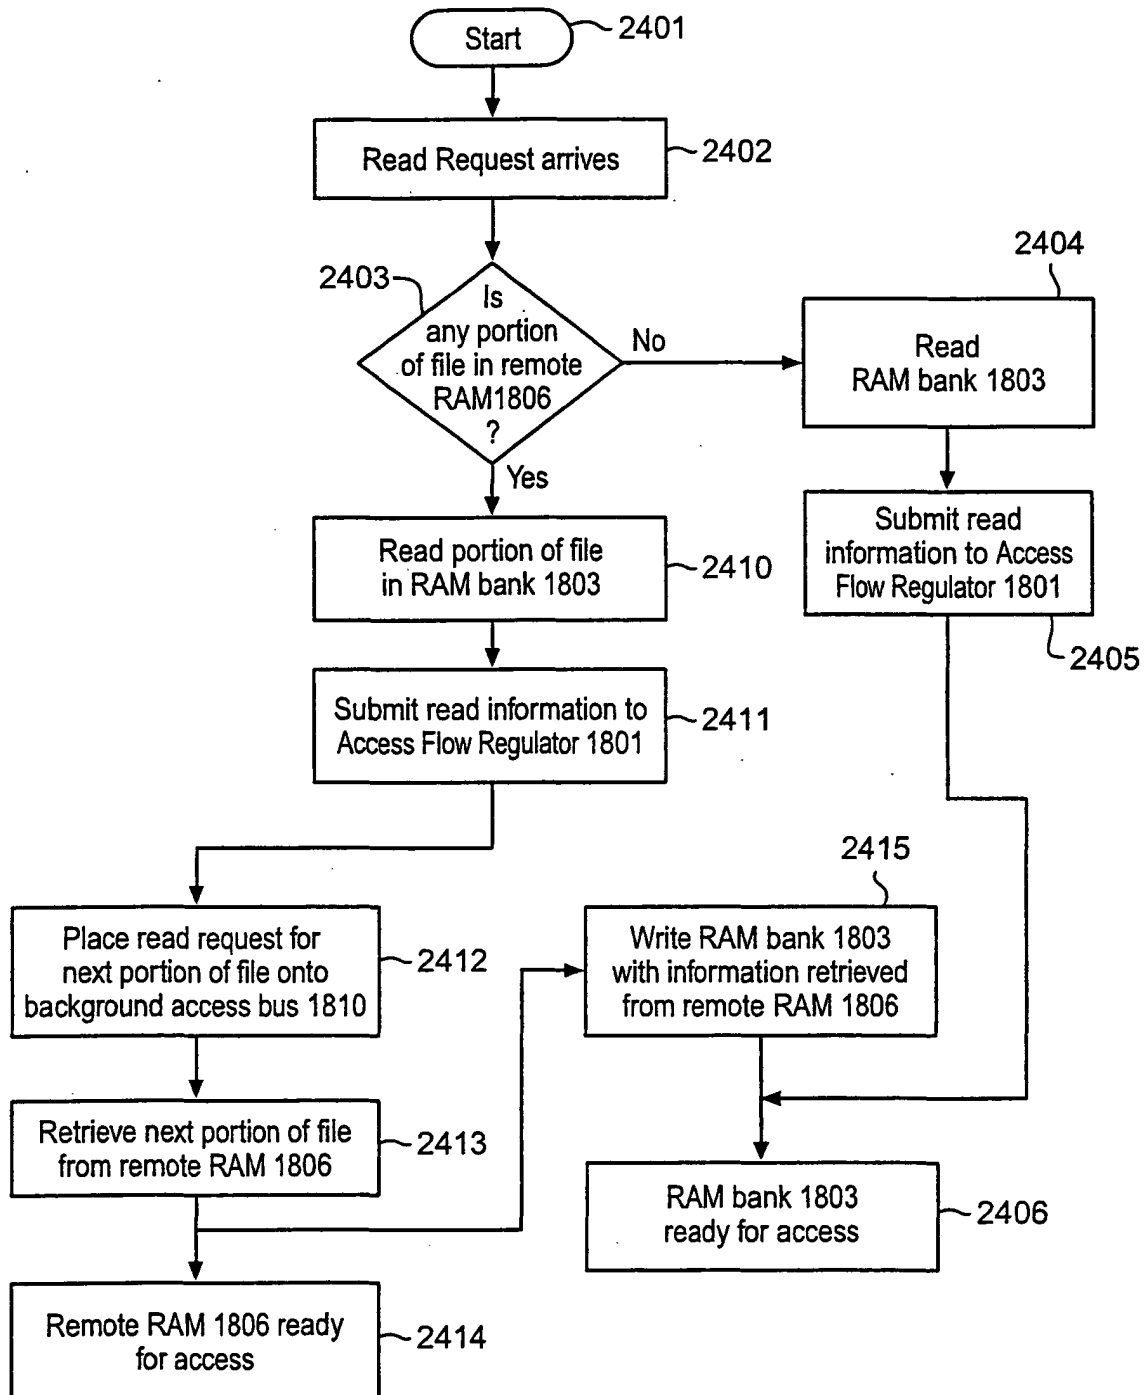 Start
2401
Read Request arrives
2402
2403
Is
any portion
of file in remote
RAM1806
?
No
Yes
2404
Read
RAM bank 1803
Submit read
information to Access
Flow Regulator 1801
2405
Read portion of file
in RAM bank 1803
2410
Submit read information to
Access Flow Regulator 1801
2411
Place read request for
next portion of file onto
background access bus 1810
2412
Retrieve next portion of file
from remote RAM 1806
2413
Remote RAM 1806 ready
for access
2414
2415
Write RAM bank 1803
with information retrieved
from remote RAM 1806
RAM bank 1803
ready for access
2406